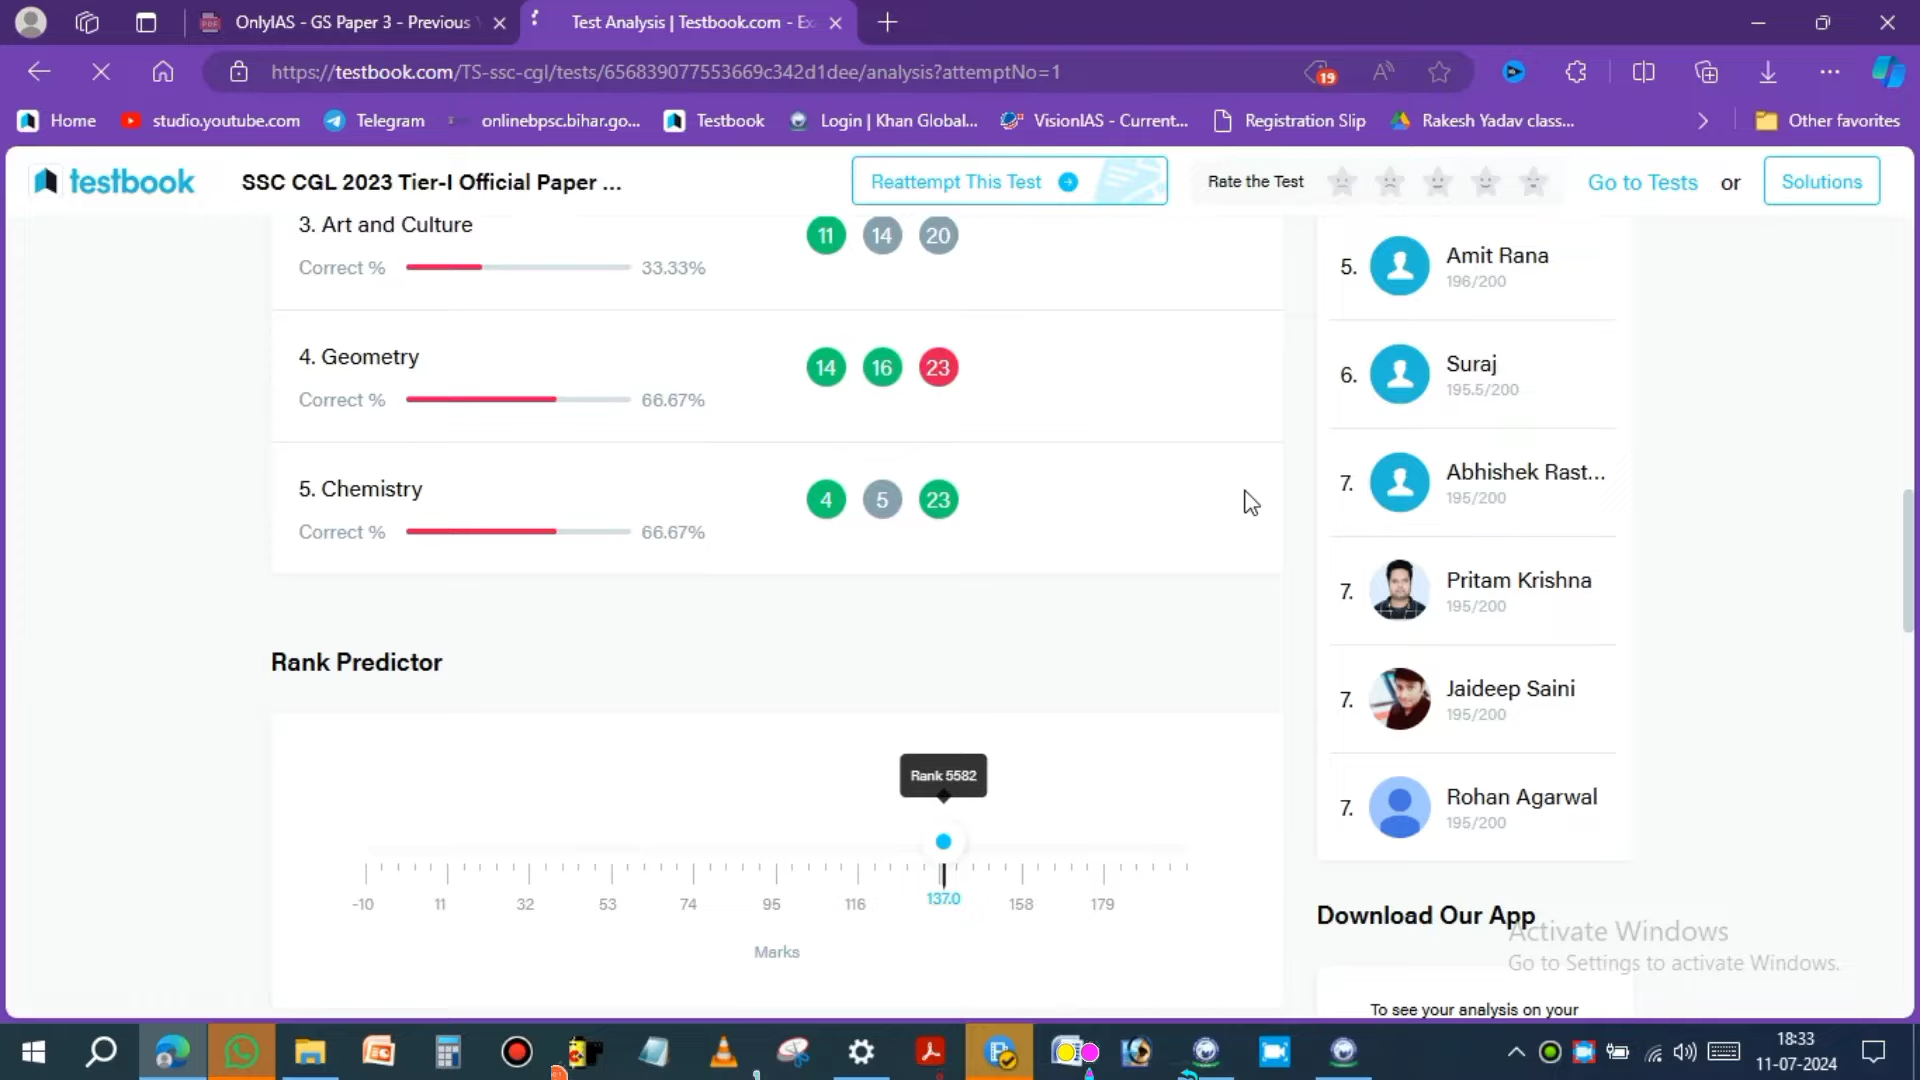 OnlyIAS - GS Paper 3 - Previous
Test Analysis | Testbook.com - Ex
https://testbook.com/TS-ssc-cgl/tests/656839077553669c342d1dee/analysis?attemptNo=1
19
Home
studio.youtube.com
Telegram
onlinebpsc.bihar.go...
Testbook
Login | Khan Global...
VisionIAS - Current...
Registration Slip
Rakesh Yadav class...
Other favorites
testbook
SSC CGL 2023 Tier-I Official Paper ...
Reattempt This Test
Rate the Test
Go to Tests or Solutions
3. Art and Culture
11 14 20
Correct % 33.33%
4. Geometry
14 16 23
Correct % 66.67%
5. Chemistry
4 5 23
Correct % 66.67%
Rank Predictor
Rank 5582
-10 11 32 53 74 95 116 137.0 158 179
Marks
5. Amit Rana
196/200
6. Suraj
195.5/200
7. Abhishek Rast...
195/200
7. Pritam Krishna
195/200
7. Jaideep Saini
195/200
7. Rohan Agarwal
195/200
Download Our App
Activate Windows
Go to Settings to activate Windows.
To see your analysis on your
18:33
11-07-2024